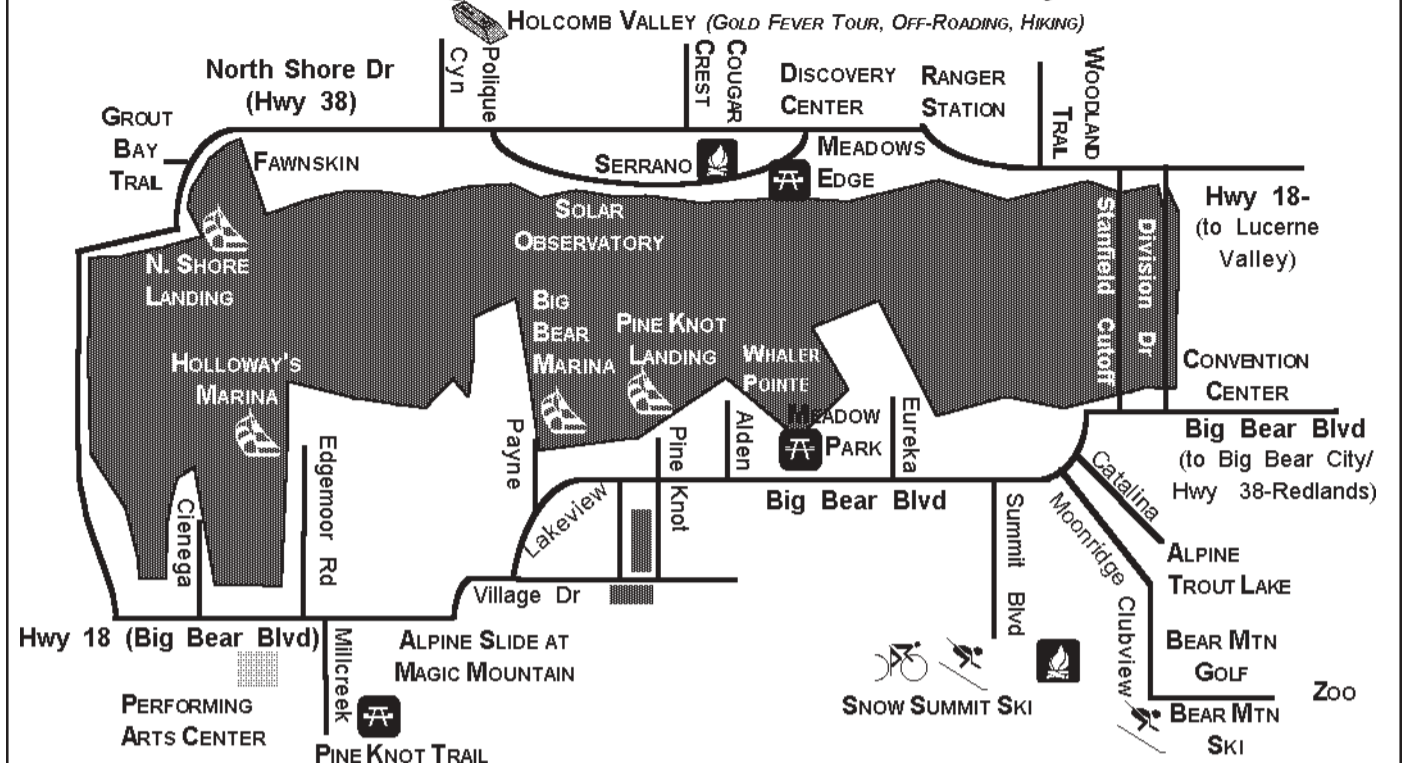 HOLCOMB VALLEY (GOLD FEVER TOUR, OFF-ROADING, HIKING)
North Shore Dr
(Hwy 38)
GROUT
BAY
TRAIL
FAWNSKIN
Polique
Cyn
COUGAR
CREST
DISCOVERY
CENTER
RANGER
STATION
WOODLAND
TRAIL
SERRANO
MEADOWS
EDGE
SOLAR
OBSERVATORY
N. SHORE
LANDING
Stanfield Cutoff
Division Dr
Hwy 18-
(to Lucerne
Valley)
HOLLOWAY'S
MARINA
BIG
BEAR
MARINA
PINE KNOT
LANDING
WHALER
POINTE
MEADOW
PARK
CONVENTION
CENTER
Big Bear Blvd
(to Big Bear City/
Hwy 38-Redlands)
Cienega
Edgemoor Rd
Payne
Lakeview
Pine Knot
Alden
Eureka
Big Bear Blvd
Summit Blvd
Catalina
Moonridge
Clubview
ALPINE
TROUT LAKE
Village Dr
Hwy 18 (Big Bear Blvd)
Millcreek
ALPINE SLIDE AT
MAGIC MOUNTAIN
PERFORMING
ARTS CENTER
PINE KNOT TRAIL
SNOW SUMMIT SKI
BEAR MTN
GOLF
ZOO
BEAR MTN
SKI